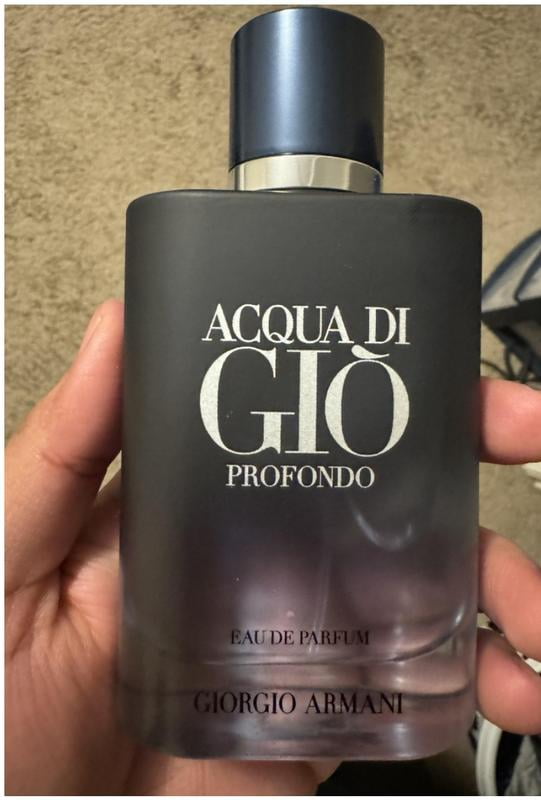 ACQUA DI
GIÒ
PROFONDO
EAU DE PARFUM
GIORGIO ARMANI